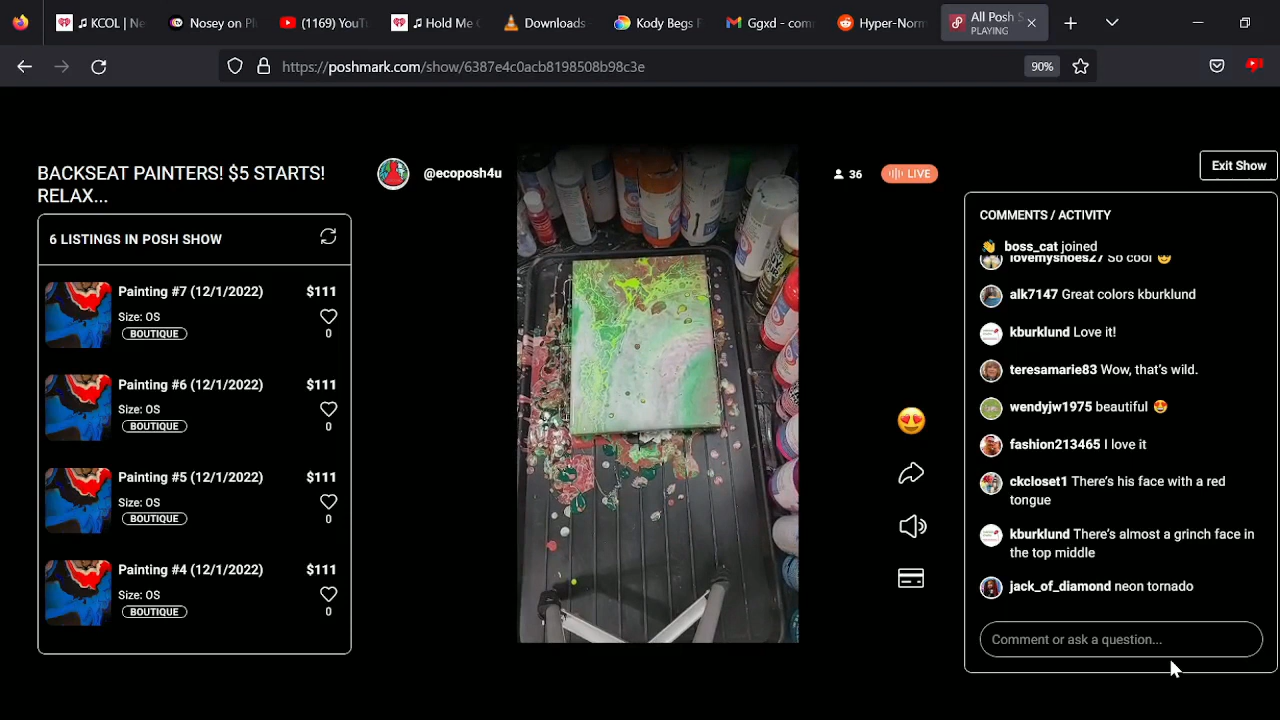 ♫ KCOL | N
Nosey on Pl
(1169) YouT
♫ Hold Me
Downloads
Kody Begs F
Ggxd - com
Hyper-Norm
All Posh S
PLAYING
https://poshmark.com/show/6387e4c0acb8198508b98c3e
90%
BACKSEAT PAINTERS! $5 STARTS!
RELAX...
@ecoposh4u
36
LIVE
Exit Show
6 LISTINGS IN POSH SHOW
Painting #7 (12/1/2022) $111
Size: OS
BOUTIQUE 0
Painting #6 (12/1/2022) $111
Size: OS
BOUTIQUE 0
Painting #5 (12/1/2022) $111
Size: OS
BOUTIQUE 0
Painting #4 (12/1/2022) $111
Size: OS
BOUTIQUE 0
COMMENTS / ACTIVITY
👋 boss_cat joined
lovemyshoes27 So cool 😎
alk7147 Great colors kburklund
kburklund Love it!
teresamarie83 Wow, that's wild.
wendyjw1975 beautiful 😍
fashion213465 I love it
ckcloset1 There's his face with a red
tongue
kburklund There's almost a grinch face in
the top middle
jack_of_diamond neon tornado
Comment or ask a question...